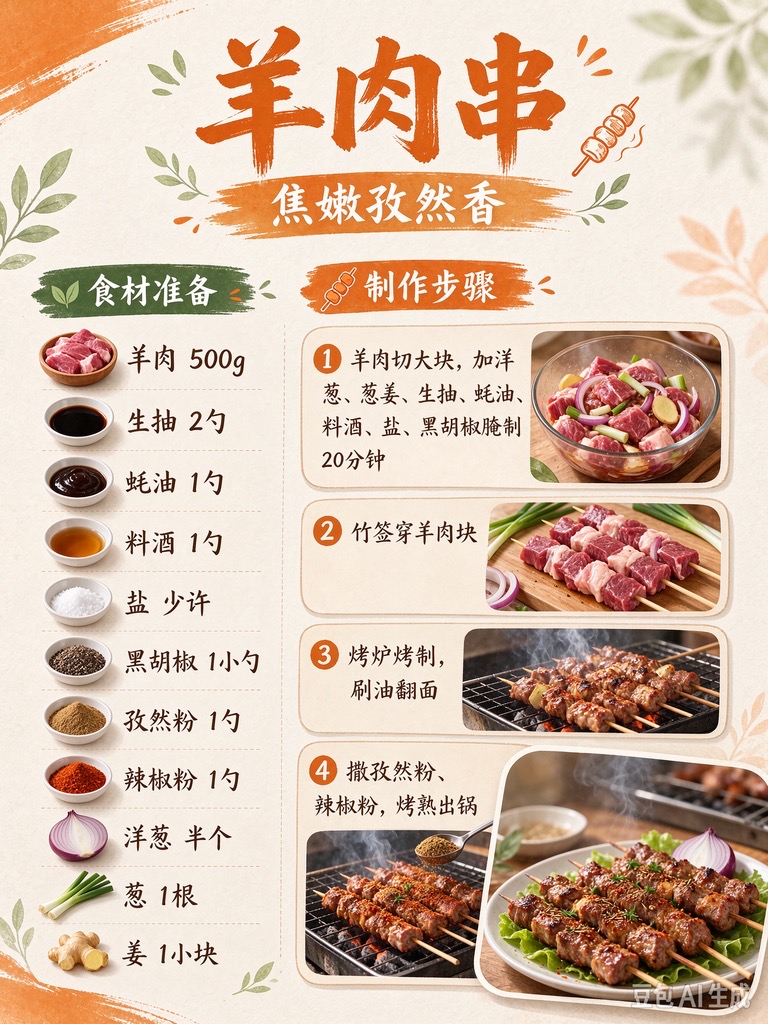 羊肉串
焦嫩孜然香
食材准备
羊肉 500g
生抽 2勺
蚝油 1勺
料酒 1勺
盐 少许
黑胡椒 1小勺
孜然粉 1勺
辣椒粉 1勺
洋葱 半个
葱 1根
姜 1小块
制作步骤
1 羊肉切大块，加洋
葱、葱姜、生抽、蚝油、
料酒、盐、黑胡椒腌制
20分钟
2 竹签穿羊肉块
3 烤炉烤制，
刷油翻面
4 撒孜然粉、
辣椒粉，烤熟出锅
豆包AI生成